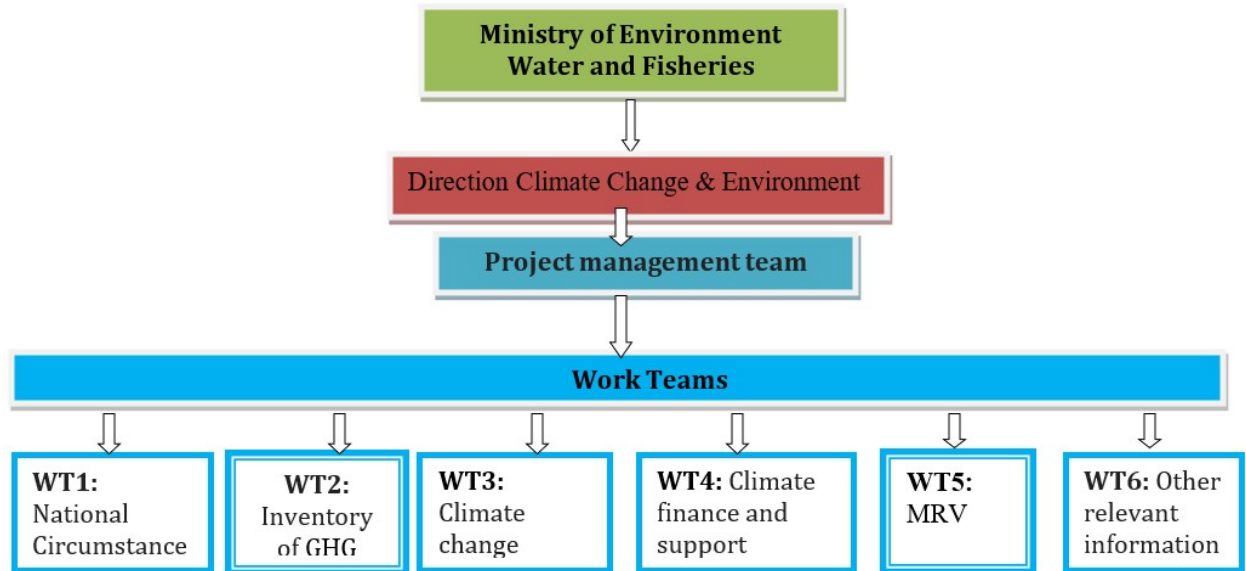 Ministry of Environment
Water and Fisheries
Direction Climate Change & Environment
Project management team
Work Teams
WT1:
National
Circumstance
WT2:
Inventory
of GHG
WT3:
Climate
change
WT4: Climate
finance and
support
WT5:
MRV
WT6: Other
relevant
information